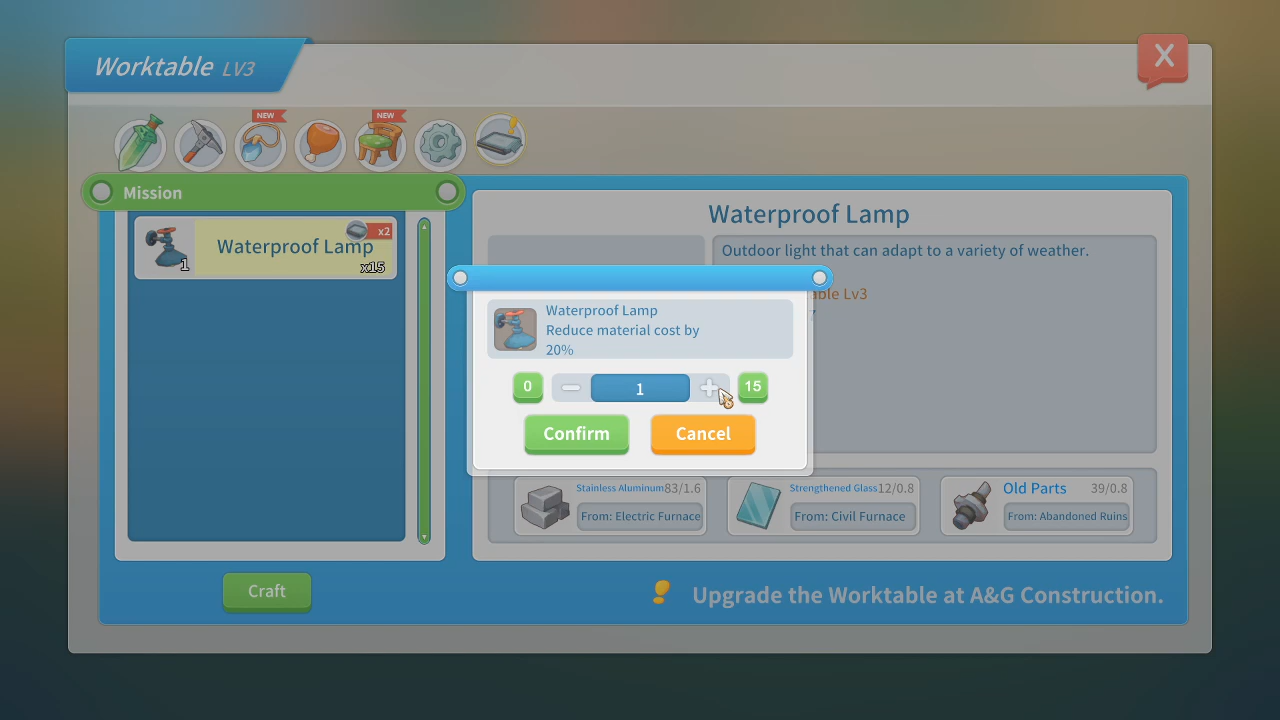 Worktable LV3
X
NEW
NEW
Mission
Waterproof Lamp
x2
1
x15
Waterproof Lamp
Outdoor light that can adapt to a variety of weather.
able Lv3
Waterproof Lamp
Reduce material cost by
20%
0
1
15
Confirm
Cancel
Stainless Aluminum 83/1.6
From: Electric Furnace
Strengthened Glass 12/0.8
From: Civil Furnace
Old Parts 39/0.8
From: Abandoned Ruins
Craft
Upgrade the Worktable at A&G Construction.